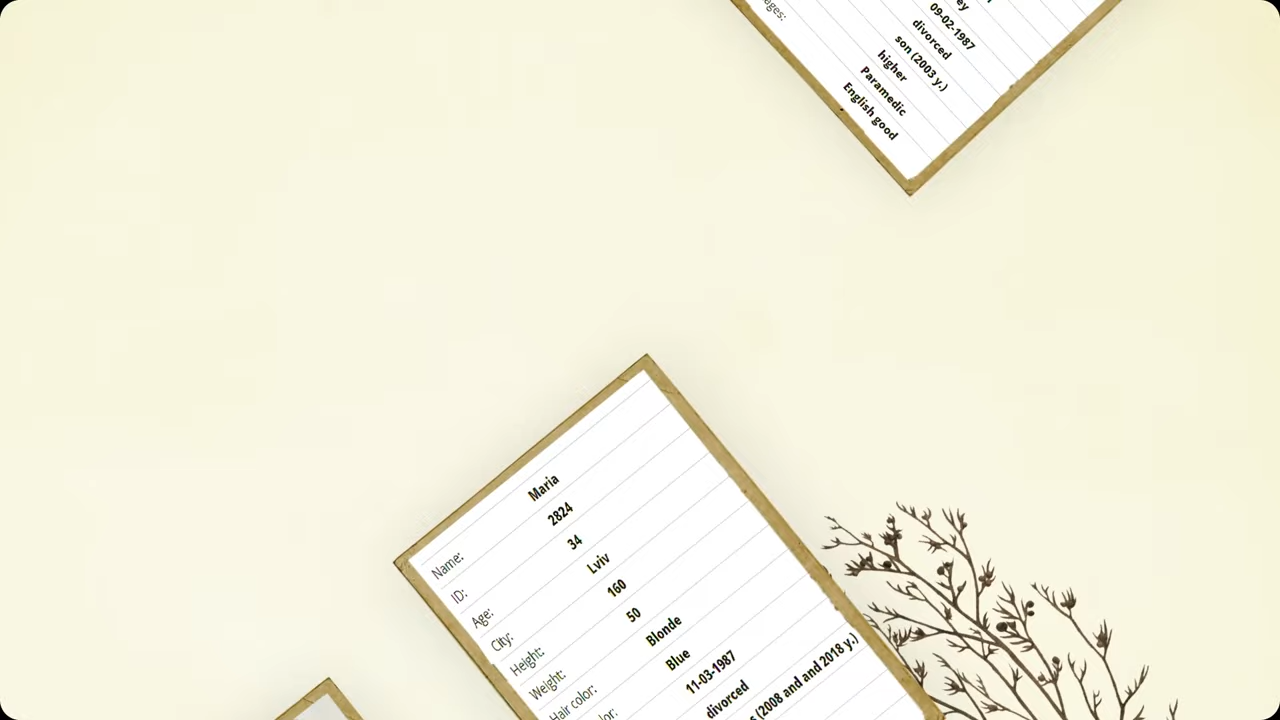 ages:
09-02-1987
divorced
son (2003 y.)
higher
Paramedic
English good
Name: Maria
ID: 2824
Age: 34
City: Lviv
Height: 160
Weight: 50
Hair color: Blonde
Blue
11-03-1987
divorced
(2008 and and 2018 y.)